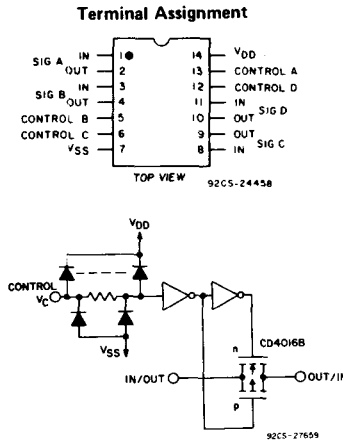 Terminal Assignment
SIG A IN 1 14 VDD
OUT 2 13 CONTROL A
SIG B IN 3 12 CONTROL D
OUT 4 11 IN SIG D
CONTROL B 5 10 OUT
CONTROL C 6 9 OUT SIG C
VSS 7 8 IN
TOP VIEW
92CS-24458
VDD
CONTROL
VC
VSS
n
CD4016B
IN/OUT
OUT/IN
p
92CS-27659